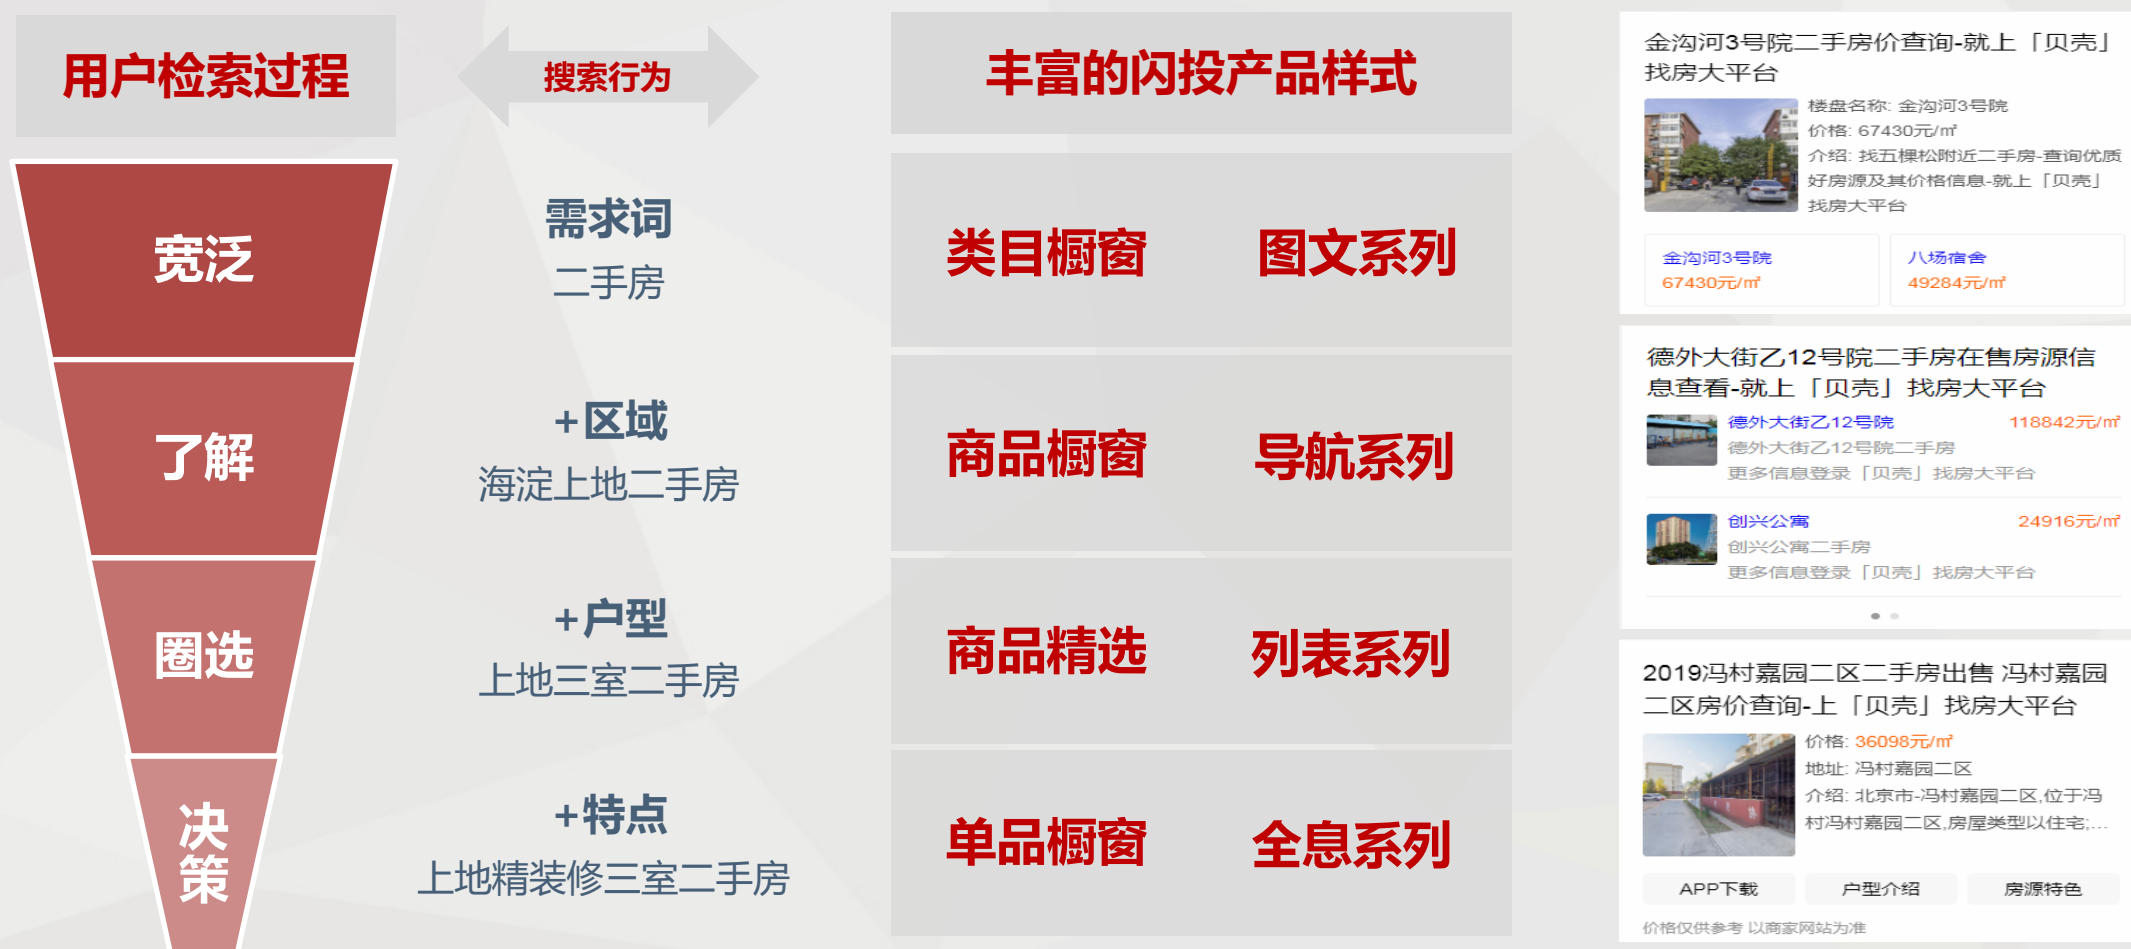 用户检索过程
搜索行为
丰富的闪投产品样式
宽泛
需求词
二手房
类目橱窗
图文系列
了解
+区域
海淀上地二手房
商品橱窗
导航系列
圈选
+户型
上地三室二手房
商品精选
列表系列
决
策
+特点
上地精装修三室二手房
单品橱窗
全息系列
金沟河3号院二手房价查询-就上「贝壳」
找房大平台
楼盘名称: 金沟河3号院
价格: 67430元/㎡
介绍: 找五棵松附近二手房-查询优质
好房源及其价格信息-就上「贝壳」
找房大平台
金沟河3号院
67430元/㎡
八场宿舍
49284元/㎡
德外大街乙12号院二手房在售房源信
息查看-就上「贝壳」找房大平台
德外大街乙12号院
118842元/㎡
德外大街乙12号院二手房
更多信息登录「贝壳」找房大平台
创兴公寓
24916元/㎡
创兴公寓二手房
更多信息登录「贝壳」找房大平台
2019冯村嘉园二区二手房出售 冯村嘉园
二区房价查询-上「贝壳」找房大平台
价格: 36098元/㎡
地址: 冯村嘉园二区
介绍: 北京市-冯村嘉园二区,位于冯
村冯村嘉园二区,房屋类型以住宅;...
APP下载
户型介绍
房源特色
价格仅供参考 以商家网站为准